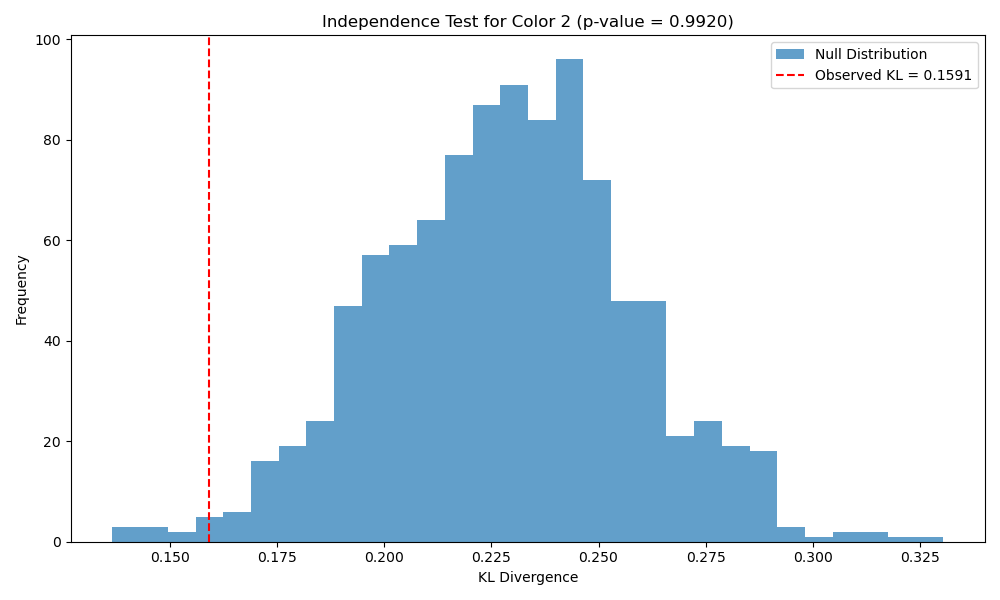 Independence Test for Color 2 (p-value = 0.9920)
Null Distribution
Observed KL = 0.1591
100
80
60
40
20
0
Frequency
0.150
0.175
0.200
0.225
0.250
0.275
0.300
0.325
KL Divergence